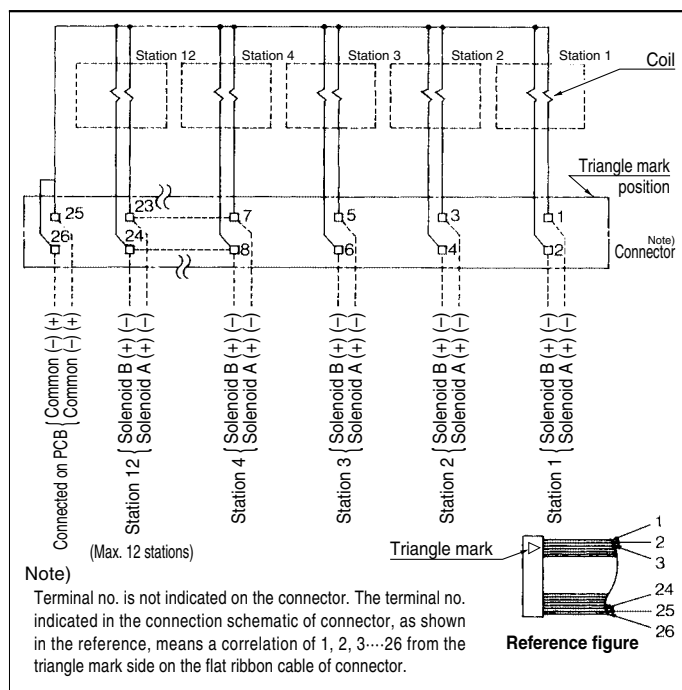 Station 12
Station 4
Station 3
Station 2
Station 1
Coil
Triangle mark
position
25
23
7
5
3
1
26
24
8
6
4
2
Note)
Connector
Connected on PCB { Common (−) (+)
Common (−) (+)
Station 12 { Solenoid B (+) (−)
Solenoid A (+) (−)
Station 4 { Solenoid B (+) (−)
Solenoid A (+) (−)
Station 3 { Solenoid B (+) (−)
Solenoid A (+) (−)
Station 2 { Solenoid B (+) (−)
Solenoid A (+) (−)
Station 1 { Solenoid B (+) (−)
Solenoid A (+) (−)
(Max. 12 stations)
Triangle mark
1
2
3
24
25
26
Reference figure
Note)
Terminal no. is not indicated on the connector. The terminal no.
indicated in the connection schematic of connector, as shown
in the reference, means a correlation of 1, 2, 3····26 from the
triangle mark side on the flat ribbon cable of connector.